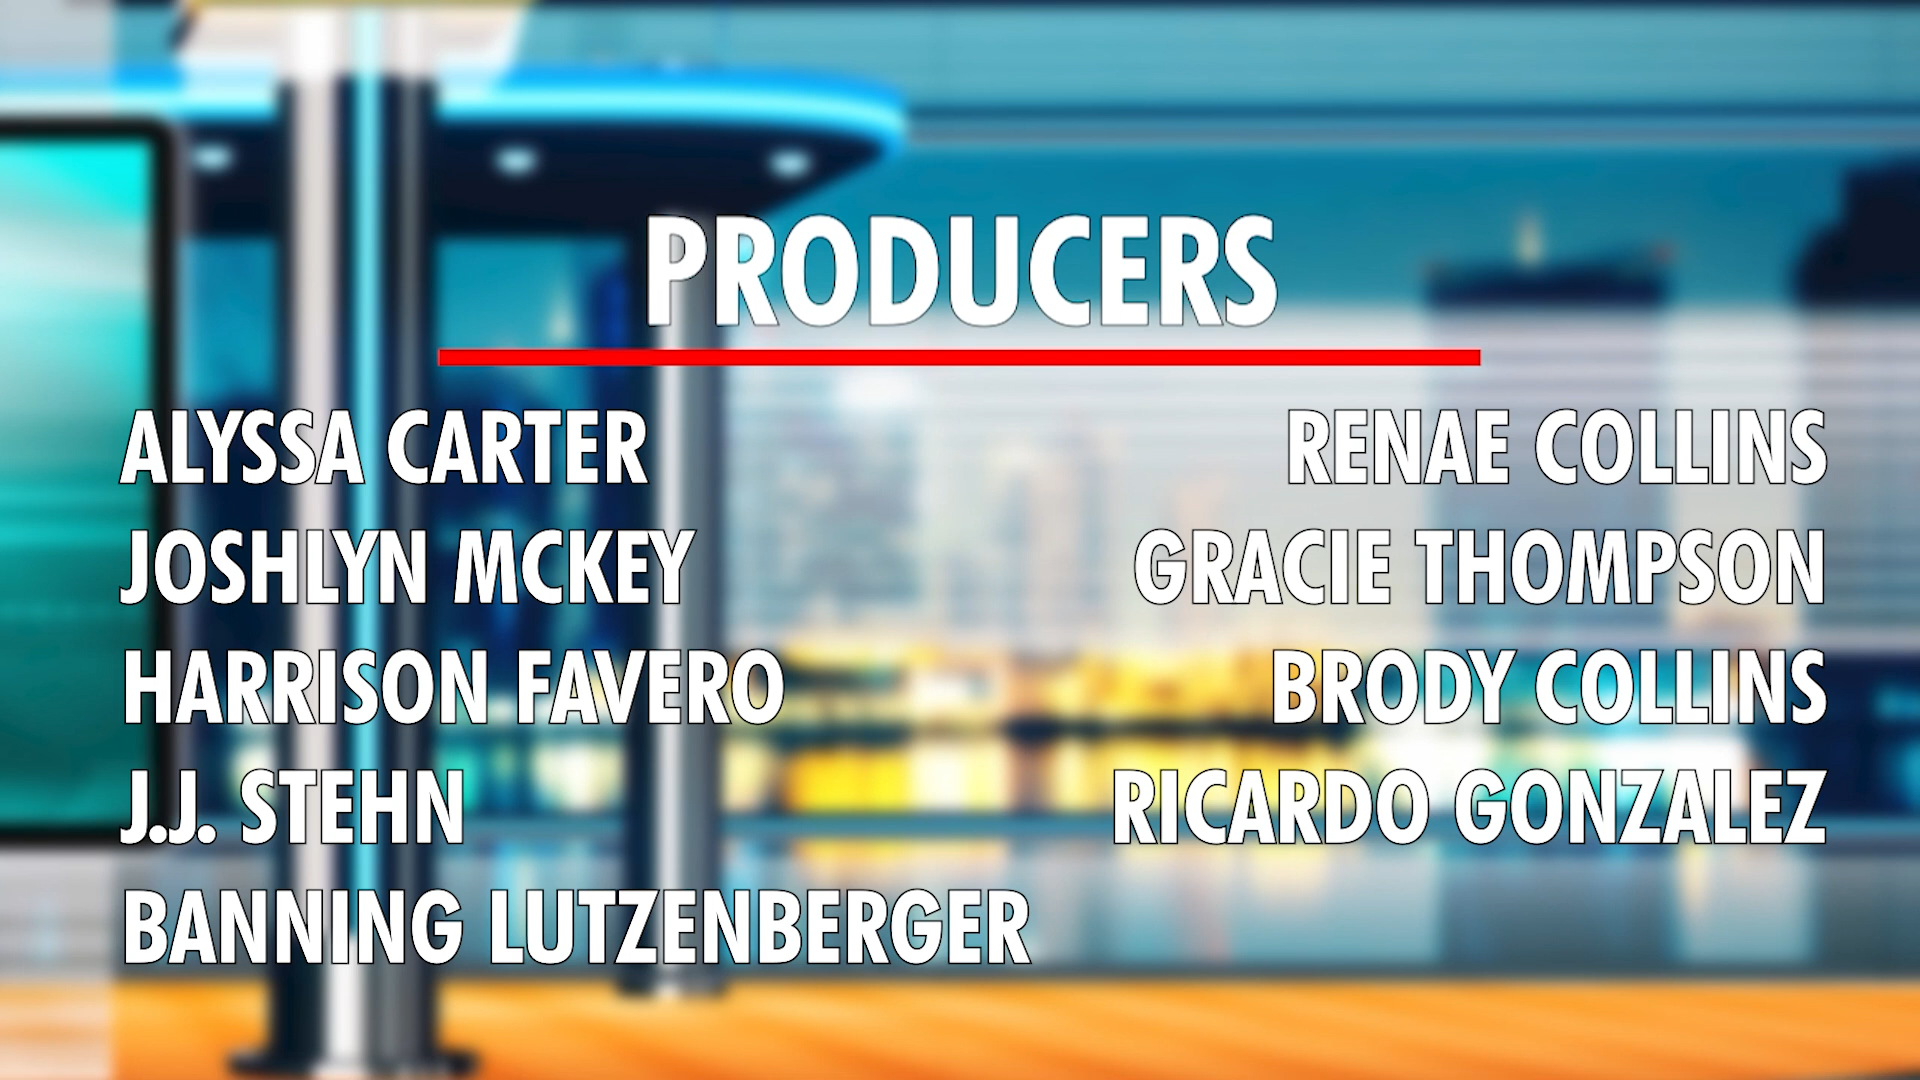 PRODUCERS
ALYSSA CARTER
JOSHLYN MCKEY
HARRISON FAVERO
J.J. STEHN
BANNING LUTZENBERGER
RENAE COLLINS
GRACIE THOMPSON
BRODY COLLINS
RICARDO GONZALEZ